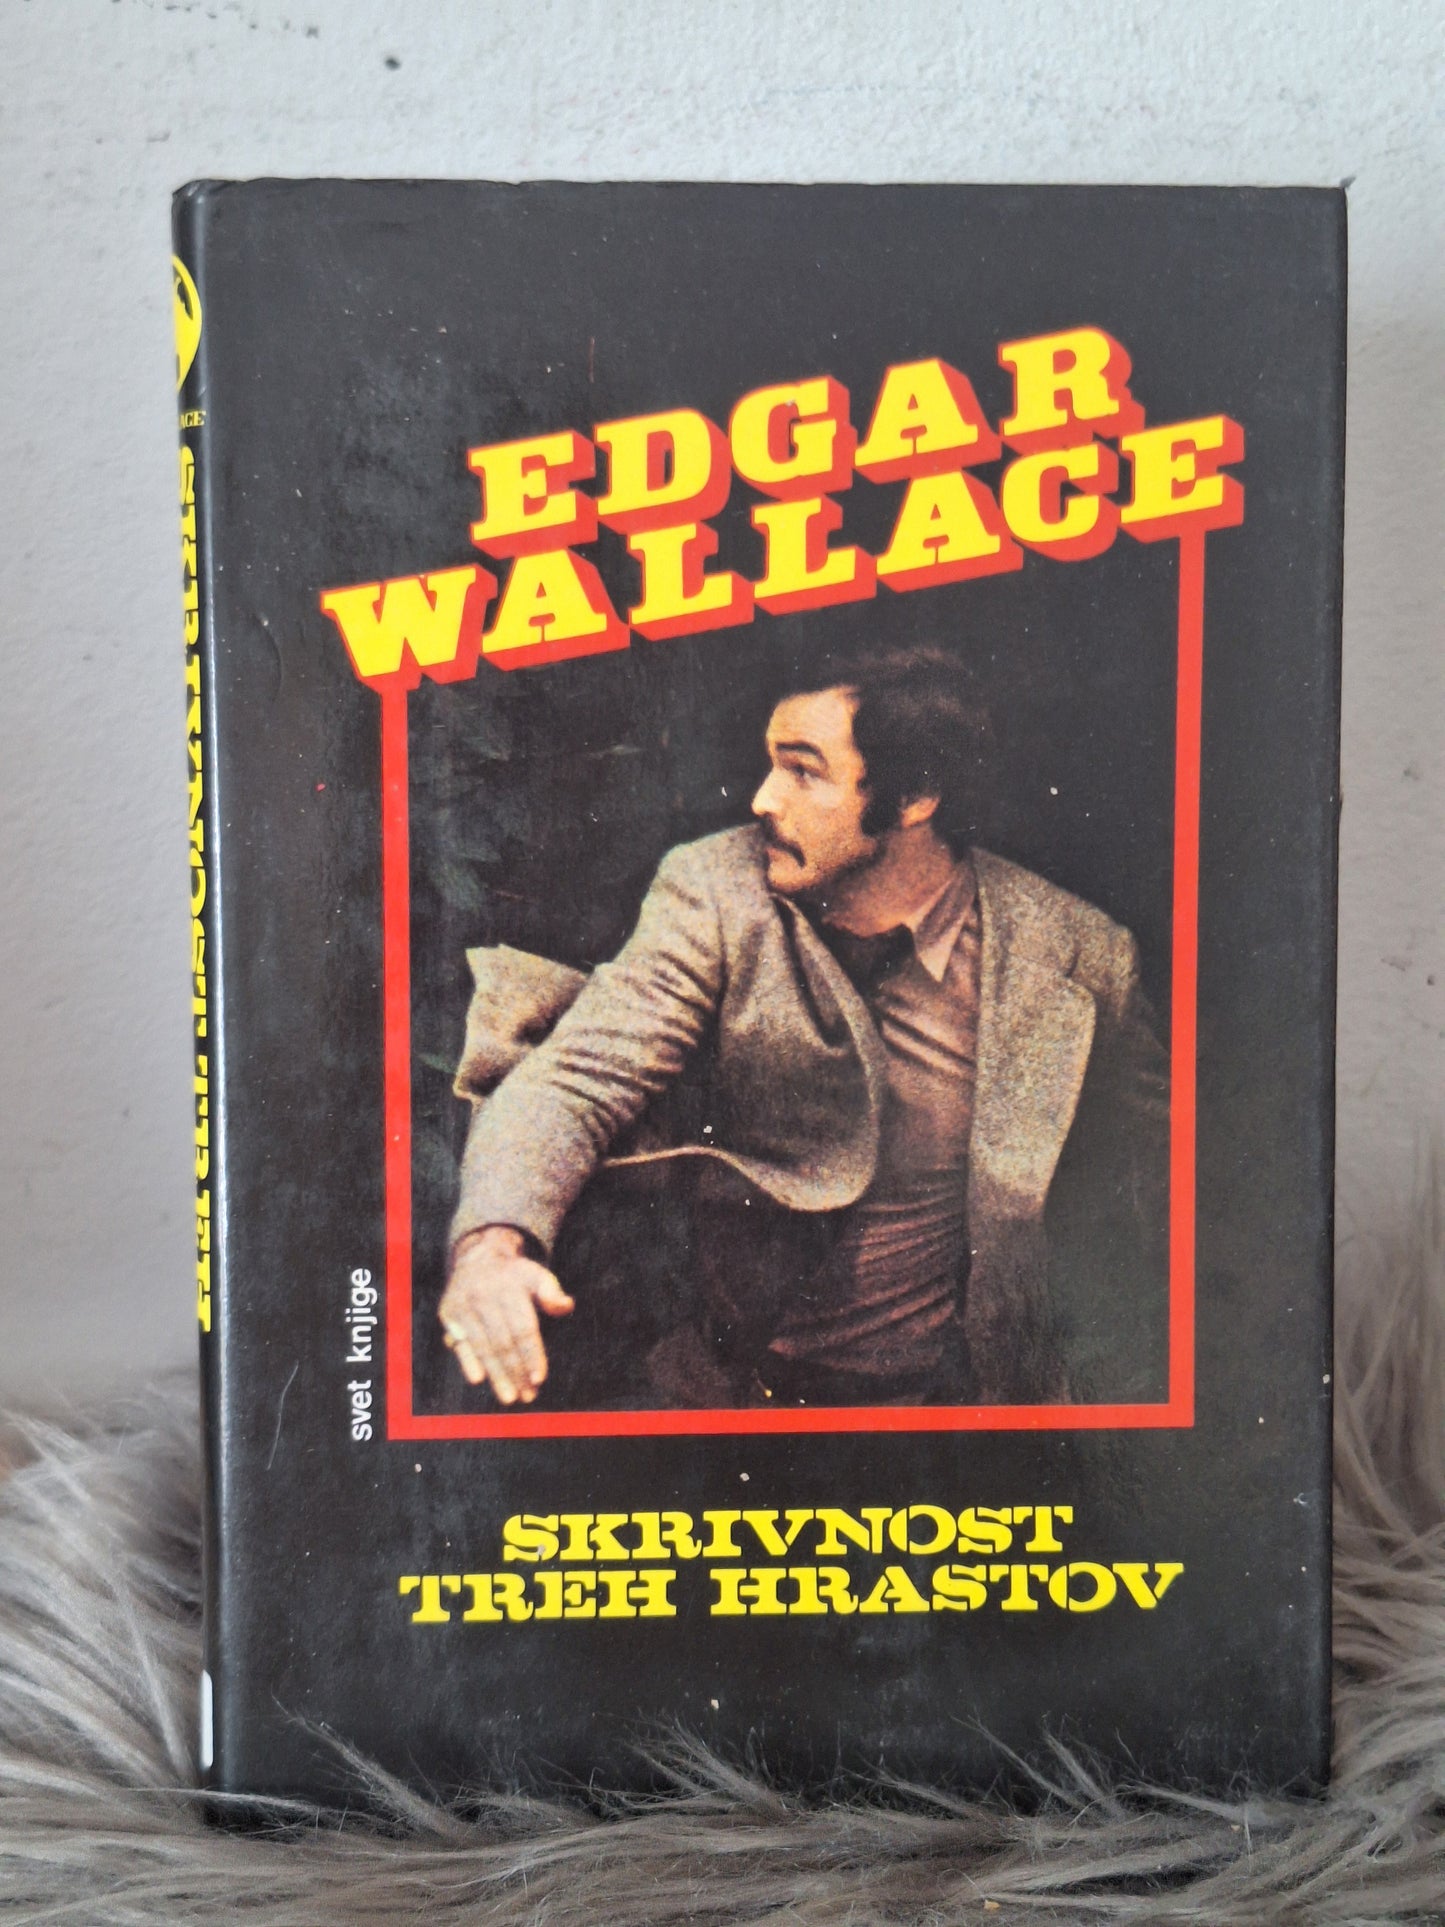 EDGAR
WALLACE
svet knjige
SKRIVNOST
TREH HRASTOV